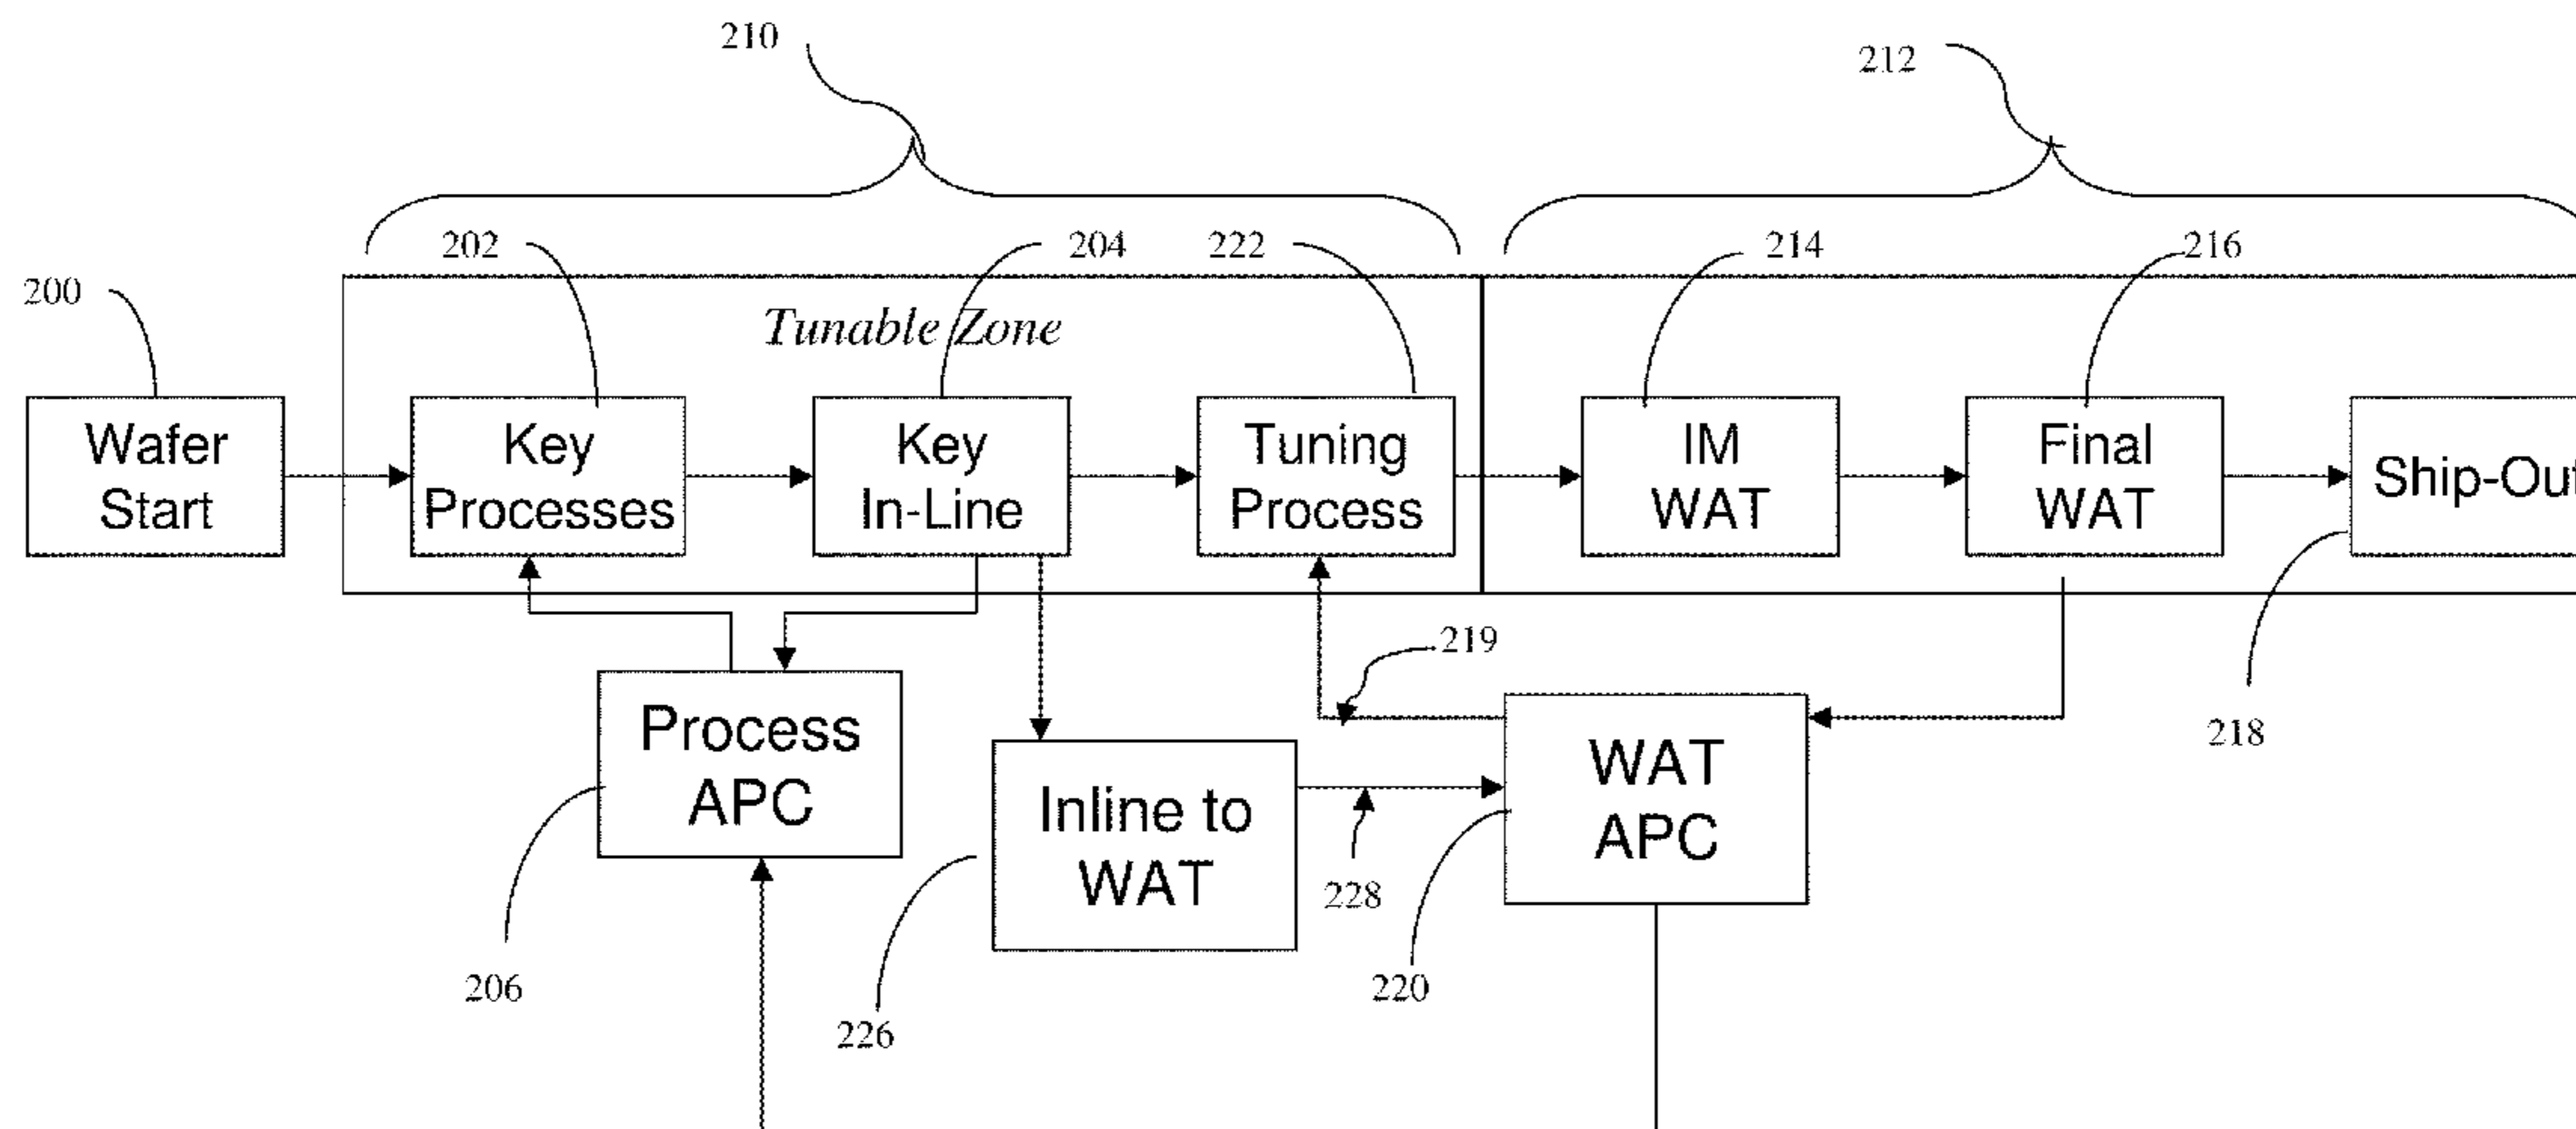 210
212
202
204
222
214
216
200
Tunable Zone
Wafer
Start
Key
Processes
Key
In-Line
Tuning
Process
IM
WAT
Final
WAT
Ship-Out
219
218
Process
APC
Inline to
WAT
WAT
APC
228
206
226
220